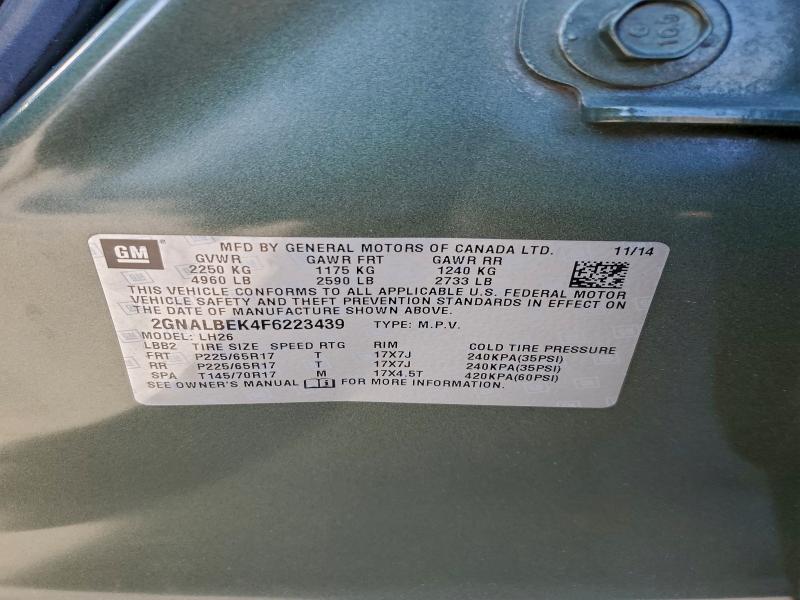 10.9
GM ® MFD BY GENERAL MOTORS OF CANADA LTD. 11/14
GVWR GAWR FRT GAWR RR
2250 KG 1175 KG 1240 KG
4960 LB 2590 LB 2733 LB
THIS VEHICLE CONFORMS TO ALL APPLICABLE U.S. FEDERAL MOTOR
VEHICLE SAFETY AND THEFT PREVENTION STANDARDS IN EFFECT ON
THE DATE OF MANUFACTURE SHOWN ABOVE.
2GNALBEK4F6223439 TYPE: M.P.V.
MODEL: LH26
LBB2 TIRE SIZE SPEED RTG RIM COLD TIRE PRESSURE
FRT P225/65R17 T 17X7J 240KPA(35PSI)
RR P225/65R17 T 17X7J 240KPA(35PSI)
SPA T145/70R17 M 17X4.5T 420KPA(60PSI)
SEE OWNER'S MANUAL FOR MORE INFORMATION.